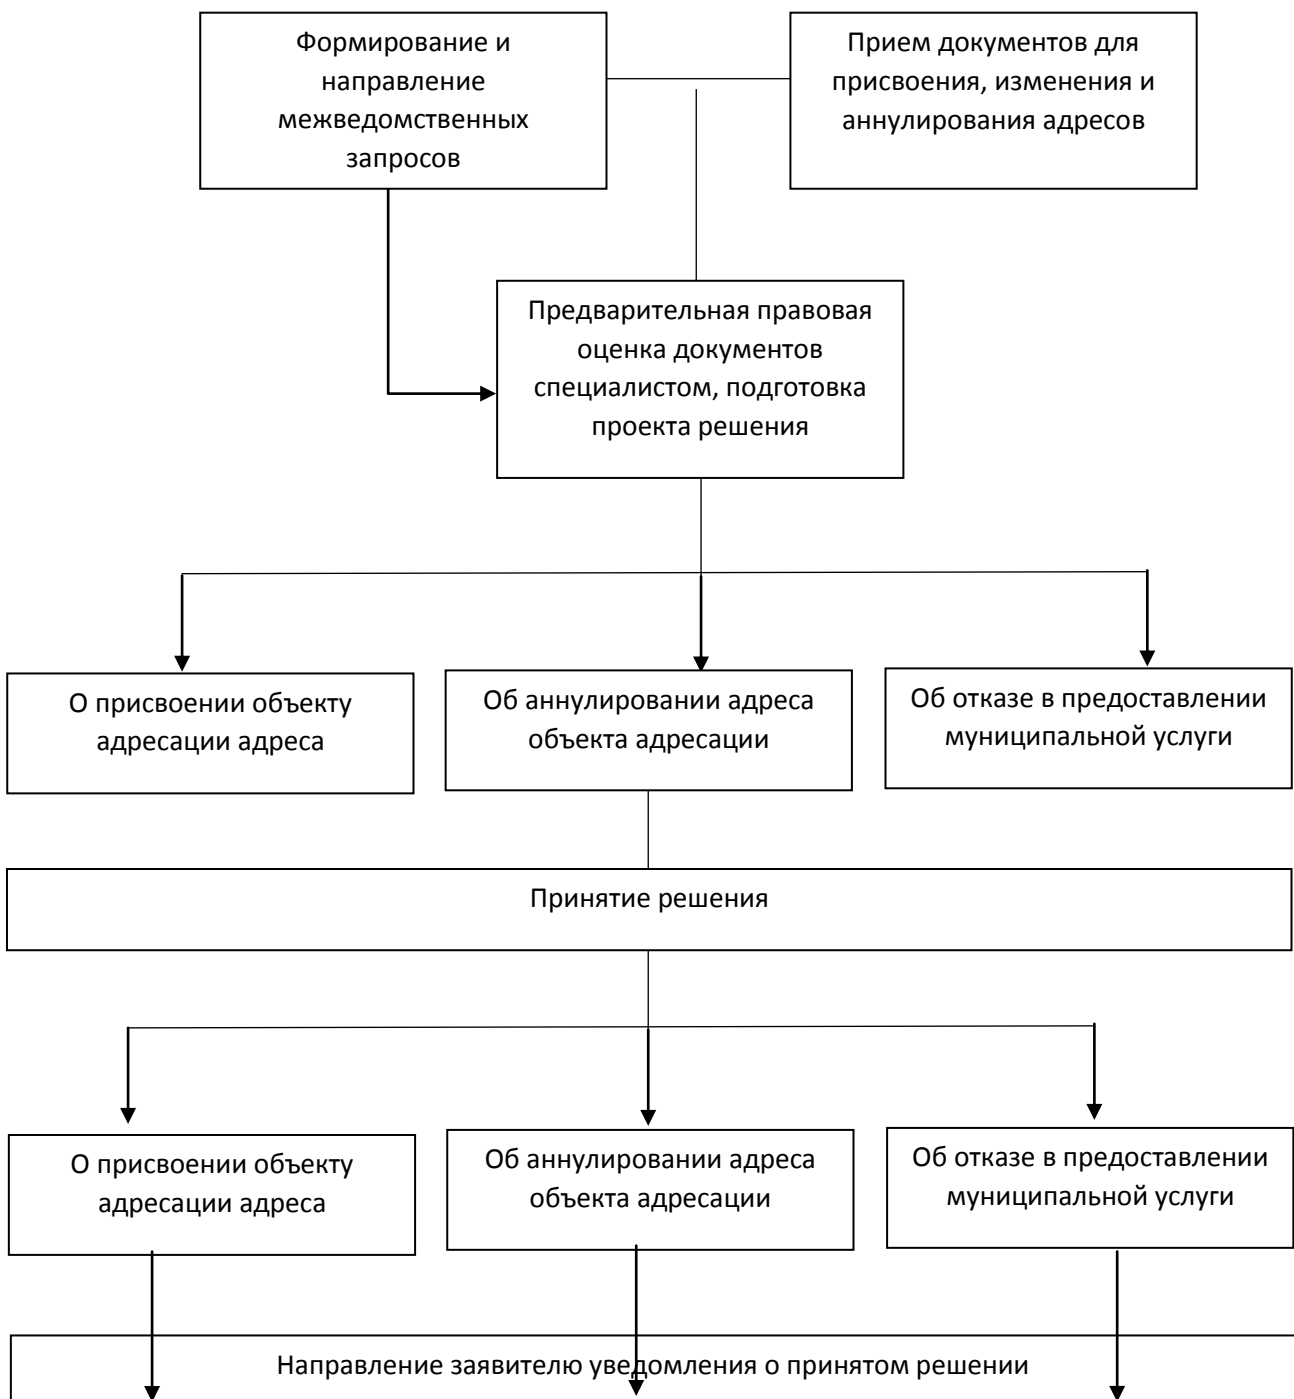 Формирование и
направление
межведомственных
запросов
Прием документов для
присвоения, изменения и
аннулирования адресов
Предварительная правовая
оценка документов
специалистом, подготовка
проекта решения
О присвоении объекту
адресации адреса
Об аннулировании адреса
объекта адресации
Об отказе в предоставлении
муниципальной услуги
Принятие решения
О присвоении объекту
адресации адреса
Об аннулировании адреса
объекта адресации
Об отказе в предоставлении
муниципальной услуги
Направление заявителю уведомления о принятом решении